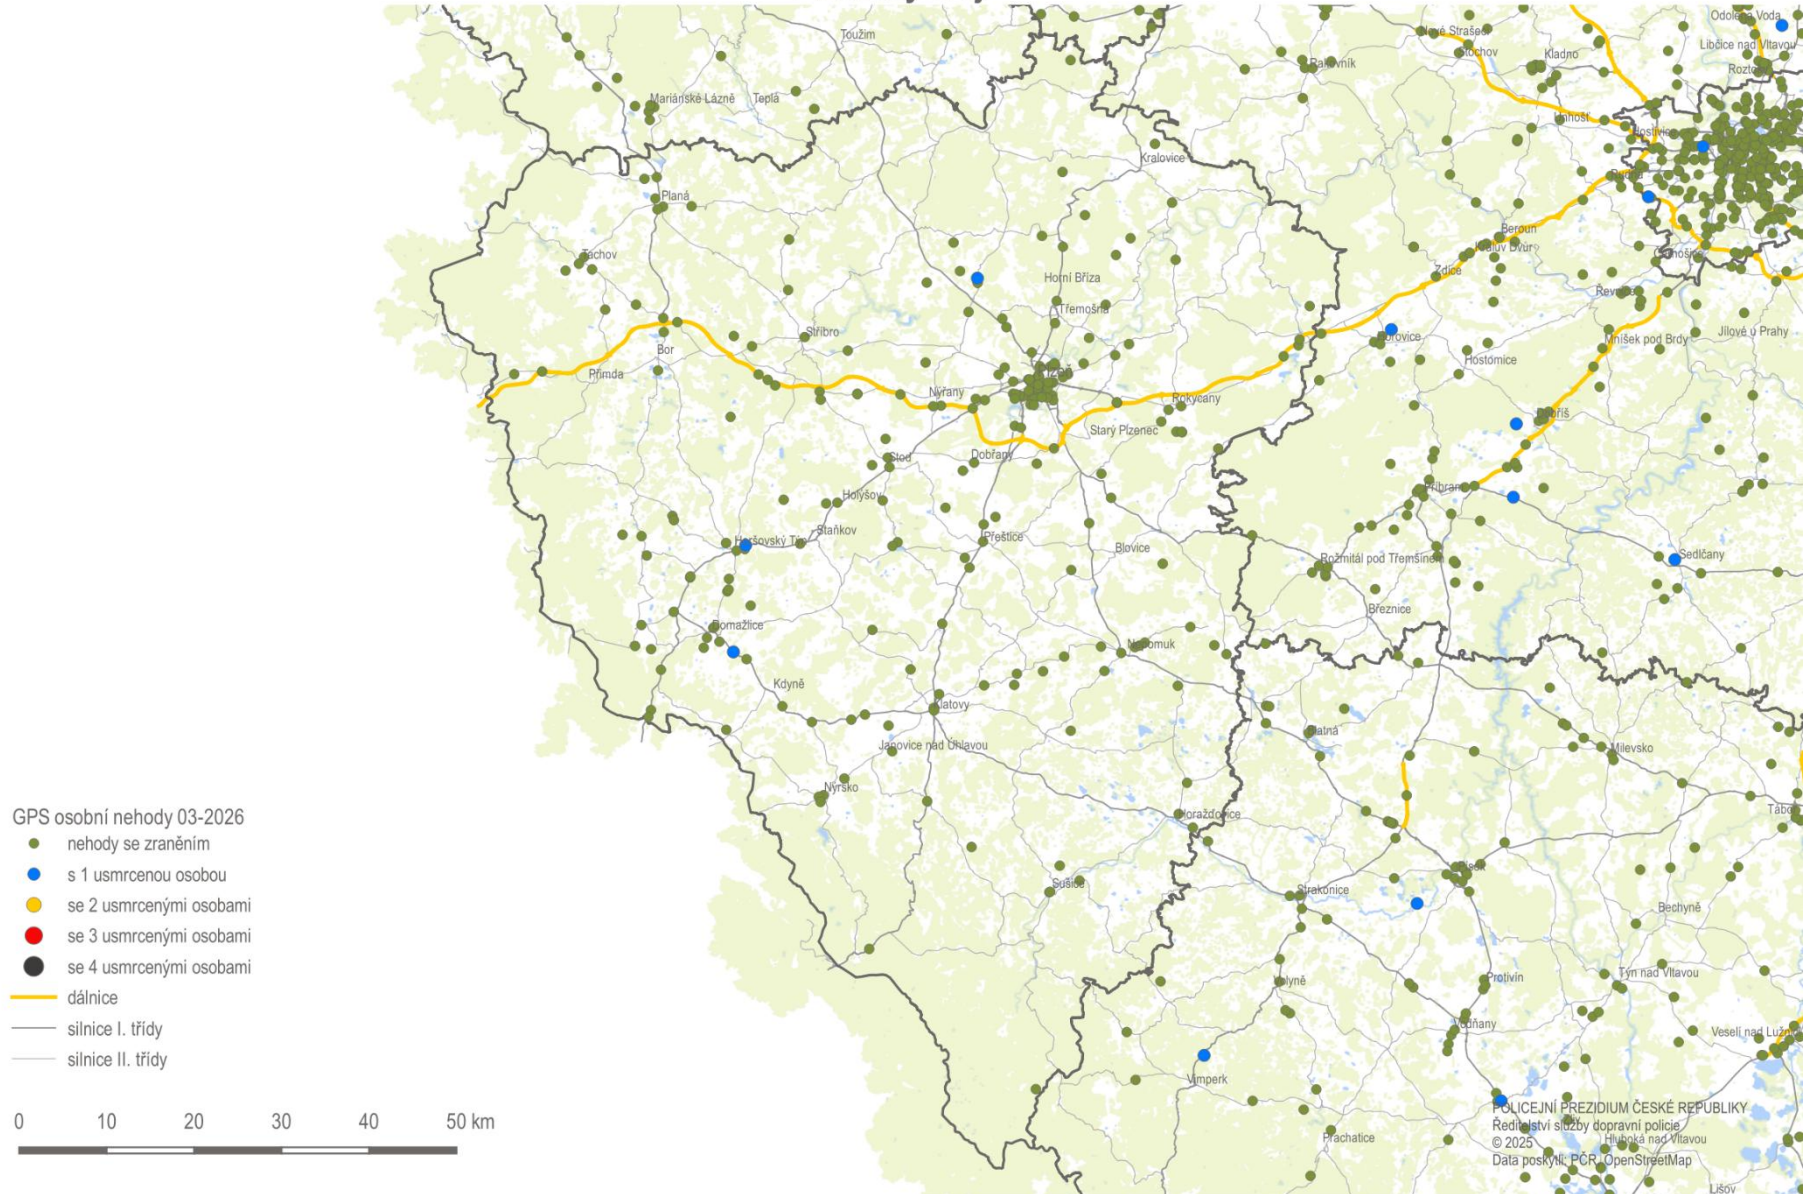 Odolena Voda
Toužim
Nové Strašecí
Stochov
Kladno
Libčice nad Vltavou
Rakovník
Roztoky
Mariánské Lázně
Teplá
Unhošť
Hostivice
Kralovice
Rudná
Planá
Beroun
Králův Dvůr
Tachov
Černošice
Zdice
Horní Bříza
Řevnice
Třemošná
Stříbro
Jílové u Prahy
Hořovice
Mníšek pod Brdy
Bor
Hostomice
Přimda
Plzeň
Nýřany
Rokycany
Dobříš
Starý Plzenec
Stod
Dobřany
Příbram
Holýšov
Staňkov
Horšovský Týn
Přeštice
Blovice
Sedlčany
Rožmitál pod Třemšínem
Březnice
Domažlice
Nepomuk
Kdyně
Klatovy
Blatná
Janovice nad Úhlavou
Milevsko
Nýrsko
Horažďovice
Tábor
GPS osobní nehody 03-2026
nehody se zraněním
s 1 usmrcenou osobou
se 2 usmrcenými osobami
se 3 usmrcenými osobami
se 4 usmrcenými osobami
dálnice
silnice I. třídy
silnice II. třídy
Písek
Sušice
Strakonice
Bechyně
Volyně
Protivín
Týn nad Vltavou
Vodňany
Veselí nad Lužnicí
Vimperk
0 10 20 30 40 50 km
POLICEJNÍ PREZIDIUM ČESKÉ REPUBLIKY
Ředitelství služby dopravní policie
© 2025
Data poskytli: PČR, OpenStreetMap
Prachatice
Hluboká nad Vltavou
Lišov